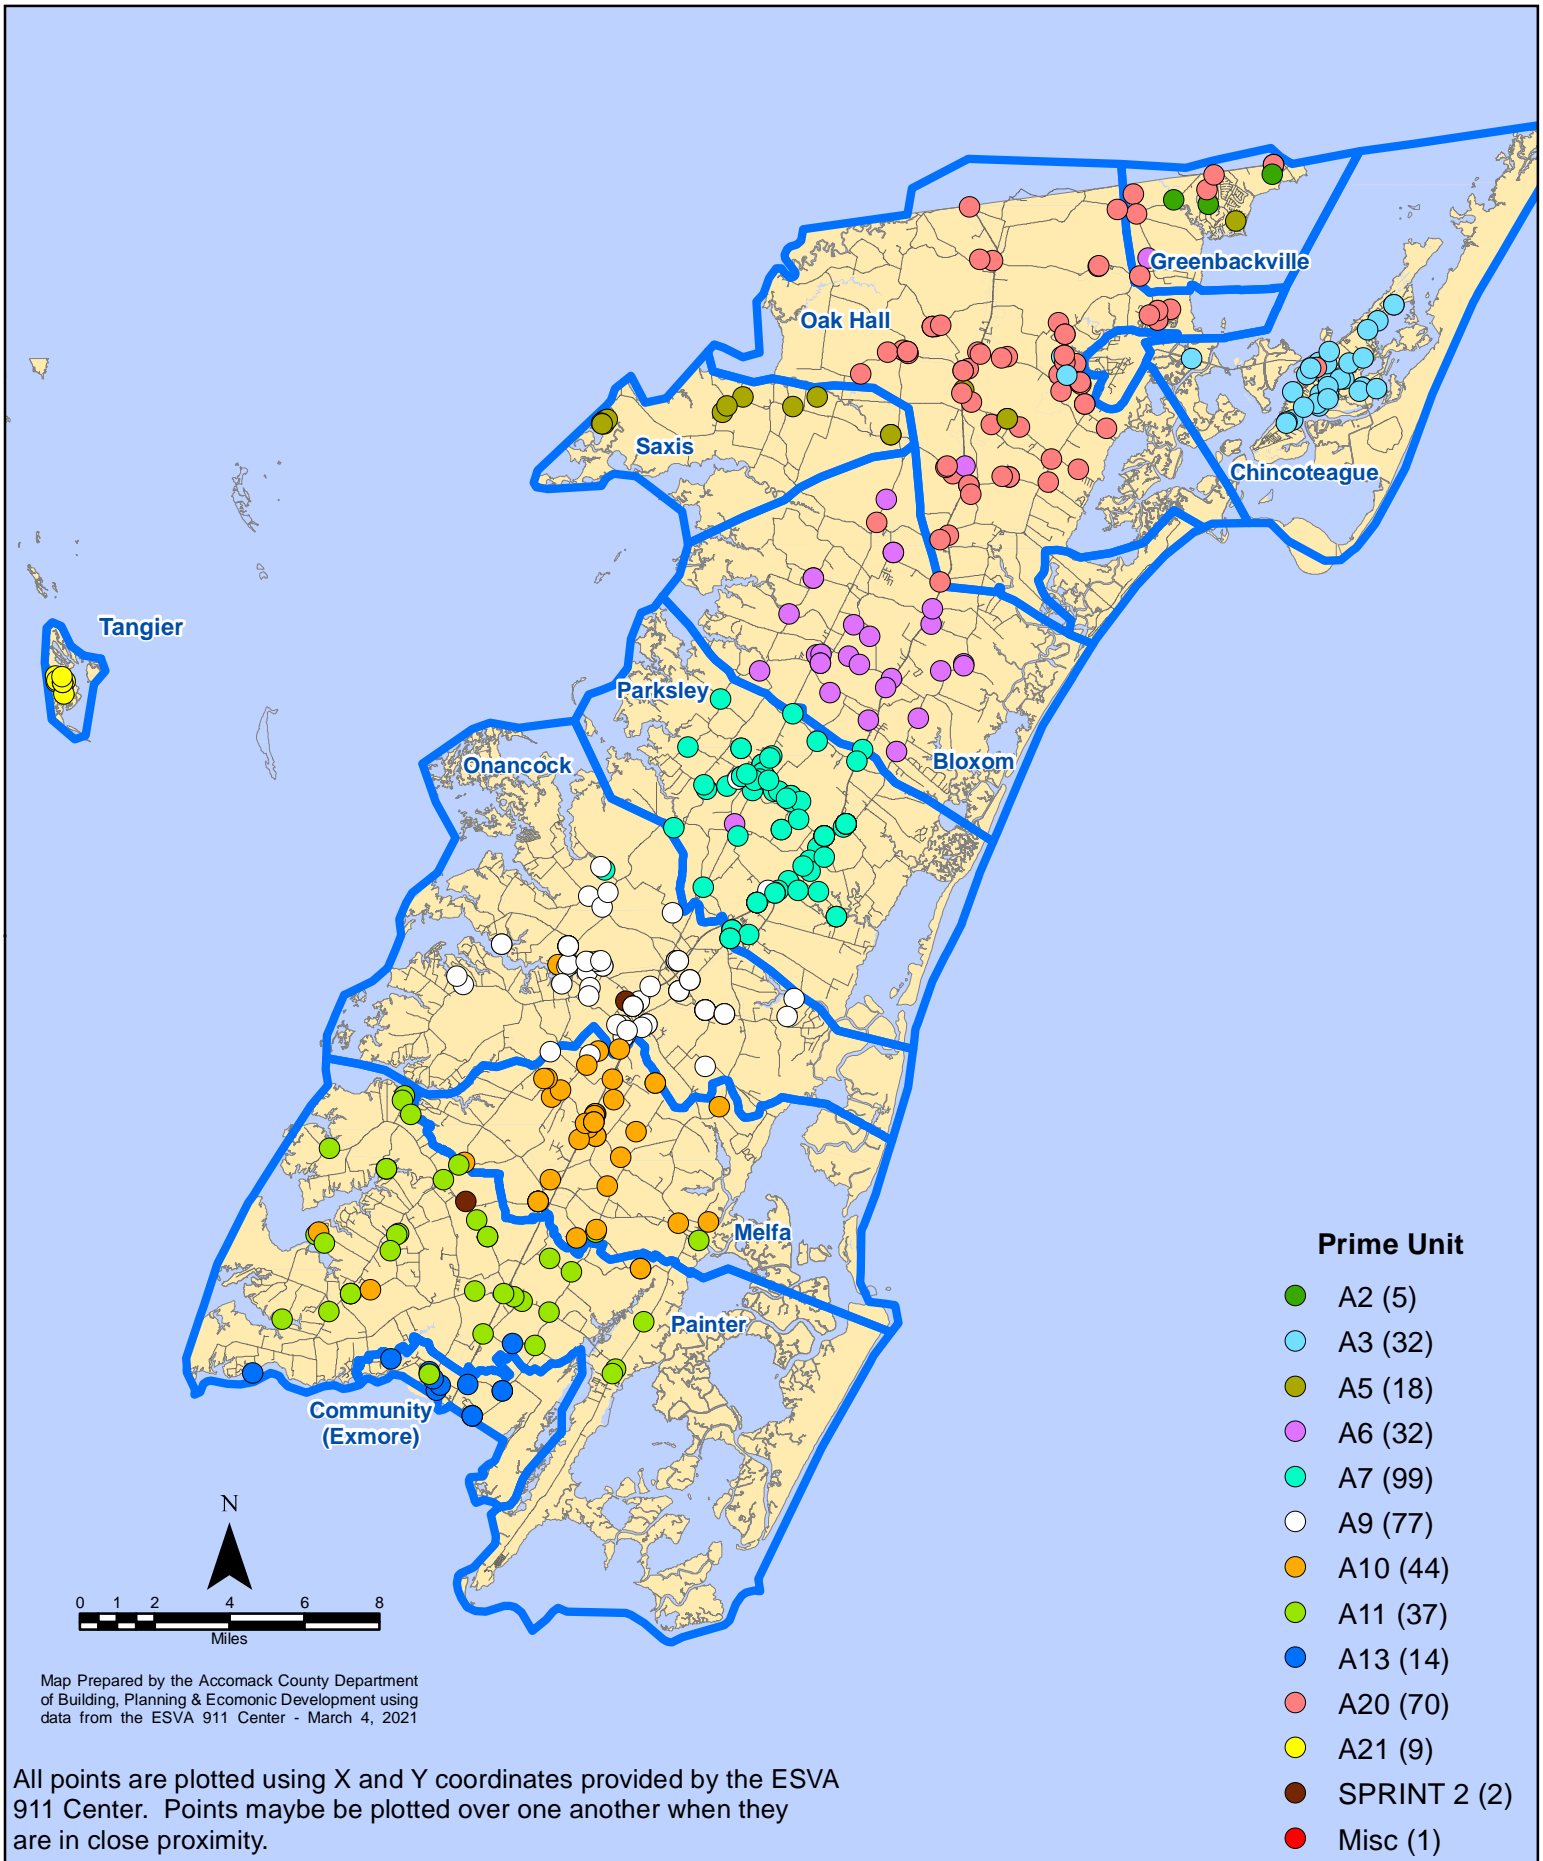 Greenbackville
Oak Hall
Saxis
Chincoteague
Tangier
Parksley
Bloxom
Onancock
Melfa
Painter
Community
(Exmore)
Prime Unit
A2 (5)
A3 (32)
A5 (18)
A6 (32)
A7 (99)
A9 (77)
A10 (44)
A11 (37)
A13 (14)
A20 (70)
A21 (9)
SPRINT 2 (2)
Misc (1)
N
0 1 2 4 6 8
Miles
Map Prepared by the Accomack County Department
of Building, Planning & Ecomonic Development using
data from the ESVA 911 Center - March 4, 2021
All points are plotted using X and Y coordinates provided by the ESVA
911 Center. Points maybe be plotted over one another when they
are in close proximity.